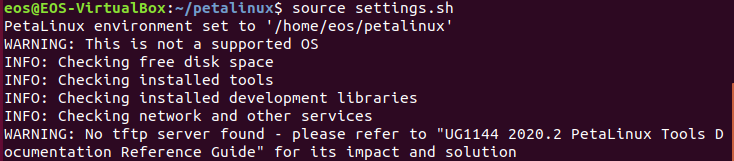 eos@EOS-VirtualBox:~/petalinux$ source settings.sh
PetaLinux environment set to '/home/eos/petalinux'
WARNING: This is not a supported OS
INFO: Checking free disk space
INFO: Checking installed tools
INFO: Checking installed development libraries
INFO: Checking network and other services
WARNING: No tftp server found - please refer to "UG1144 2020.2 PetaLinux Tools D
ocumentation Reference Guide" for its impact and solution